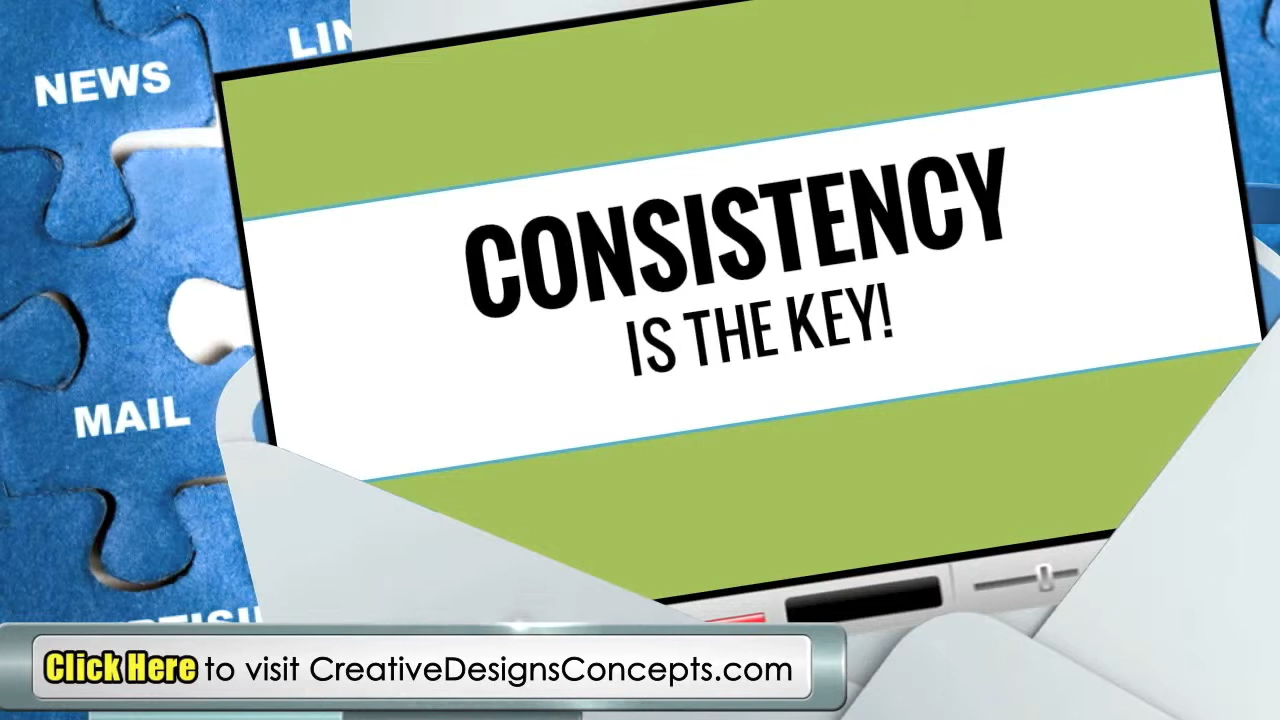 NEWS
CONSISTENCY
IS THE KEY!
MAIL
Click Here to visit CreativeDesignsConcepts.com